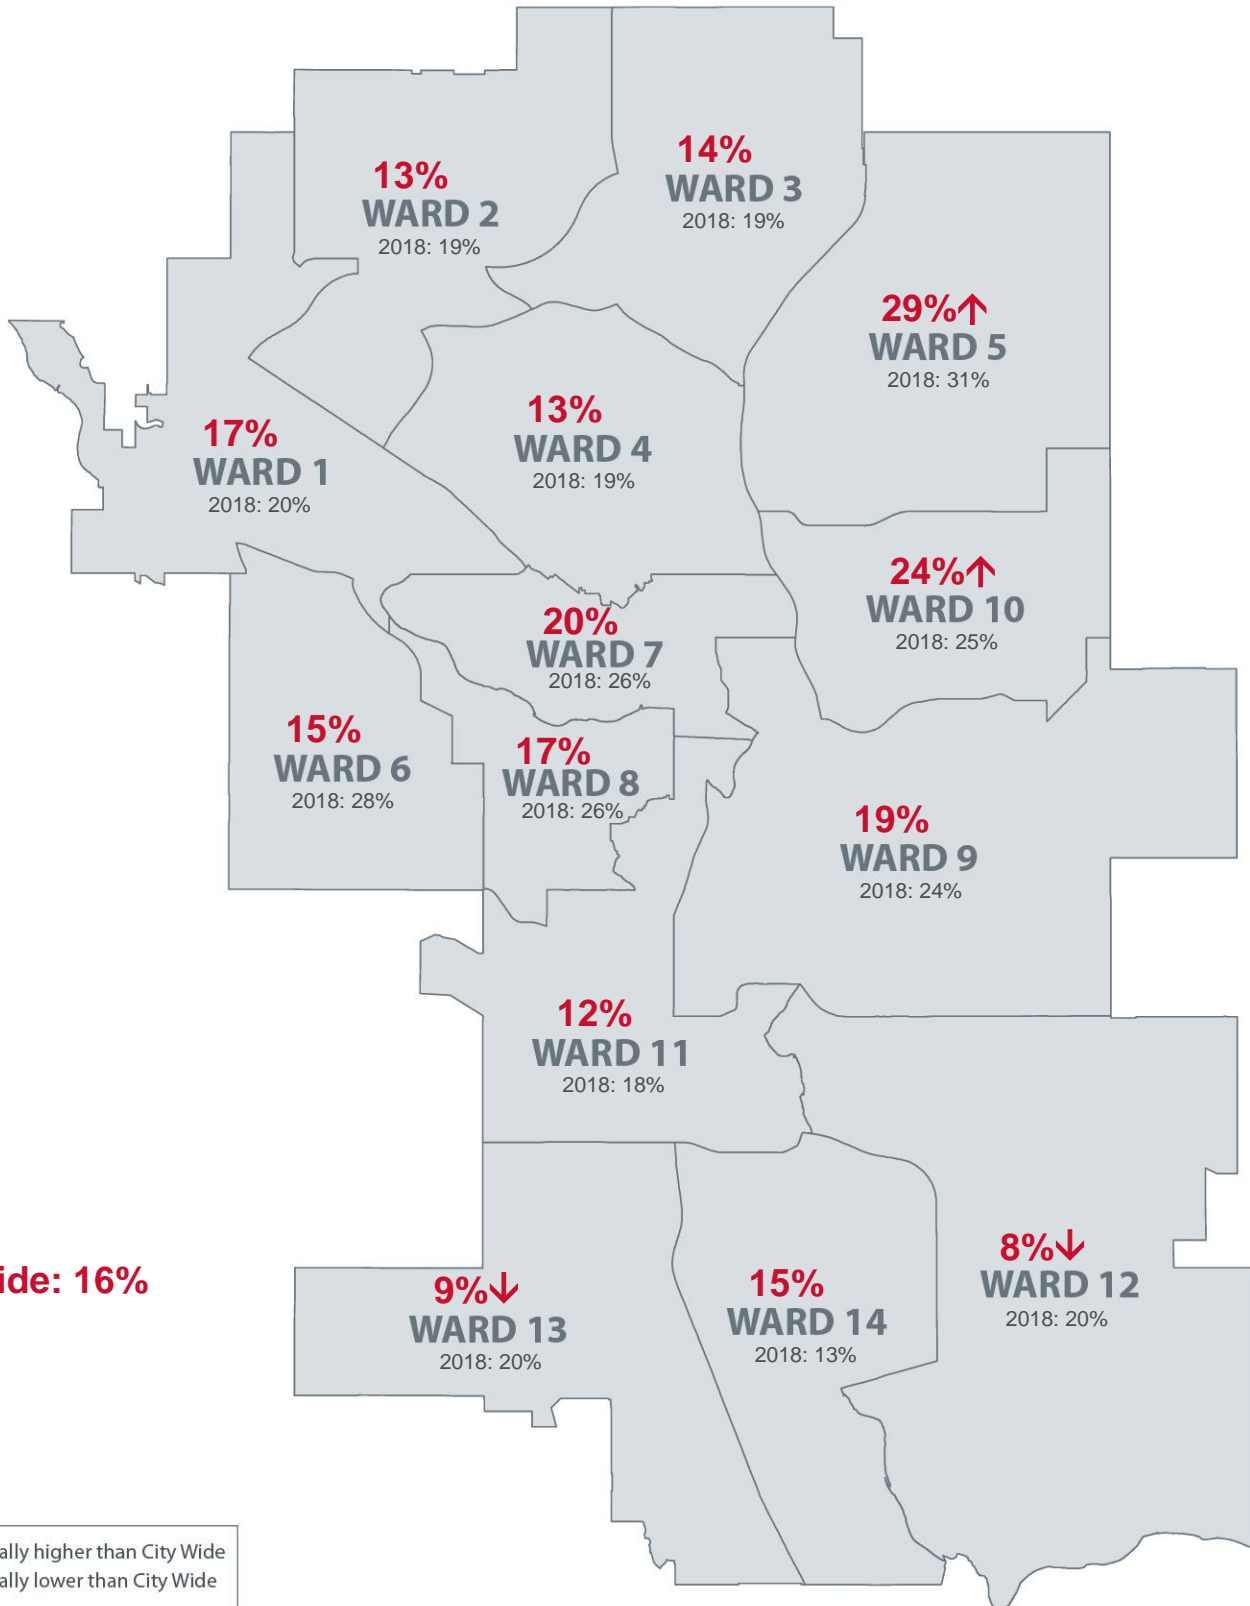 14%
WARD 3
2018: 19%
13%
WARD 2
2018: 19%
29%↑
WARD 5
2018: 31%
13%
WARD 4
2018: 19%
17%
WARD 1
2018: 20%
24%↑
WARD 10
2018: 25%
20%
WARD 7
2018: 26%
15%
WARD 6
2018: 28%
17%
WARD 8
2018: 26%
19%
WARD 9
2018: 24%
12%
WARD 11
2018: 18%
8%↓
WARD 12
2018: 20%
ide: 16%
9%↓
WARD 13
2018: 20%
15%
WARD 14
2018: 13%
ally higher than City Wide
ally lower than City Wide